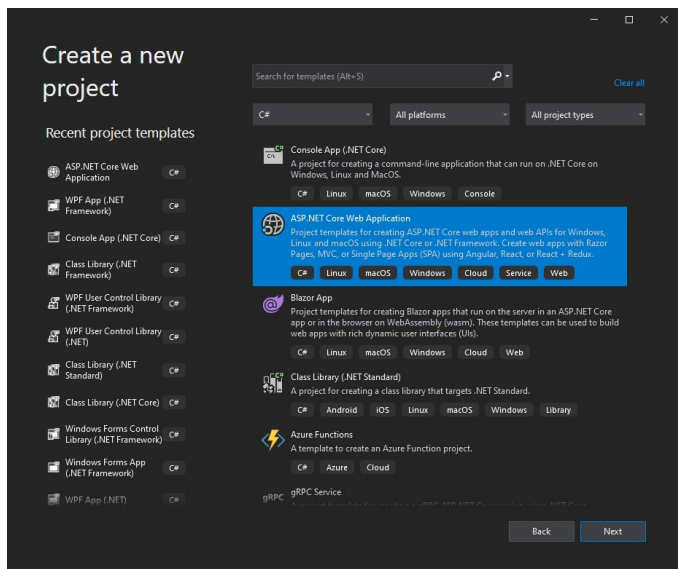 Create a new
project
Recent project templates
ASP.NET Core Web
Application
C#
WPF App (.NET
Framework)
C#
Console App (.NET Core)
C#
Class Library (.NET
Framework)
C#
WPF User Control Library
(.NET Framework)
C#
WPF User Control Library
(.NET)
C#
Class Library (.NET
Standard)
C#
Class Library (.NET Core)
C#
Windows Forms Control
Library (.NET Framework)
C#
Windows Forms App
(.NET Framework)
C#
WPF App (.NET)
C#
Search for templates (Alt+S)
Clear all
C#
All platforms
All project types
Console App (.NET Core)
A project for creating a command-line application that can run on .NET Core on
Windows, Linux and MacOS.
C# Linux macOS Windows Console
ASP.NET Core Web Application
Project templates for creating ASP.NET Core web apps and web APIs for Windows,
Linux and macOS using .NET Core or .NET Framework. Create web apps with Razor
Pages, MVC, or Single Page Apps (SPA) using Angular, React, or React + Redux.
C# Linux macOS Windows Cloud Service Web
Blazor App
Project templates for creating Blazor apps that run on the server in an ASP.NET Core
app or in the browser on WebAssembly (wasm). These templates can be used to build
web apps with rich dynamic user interfaces (UIs).
C# Linux macOS Windows Cloud Web
Class Library (.NET Standard)
A project for creating a class library that targets .NET Standard.
C# Android iOS Linux macOS Windows Library
Azure Functions
A template to create an Azure Function project.
C# Azure Cloud
gRPC
gRPC Service
Back
Next